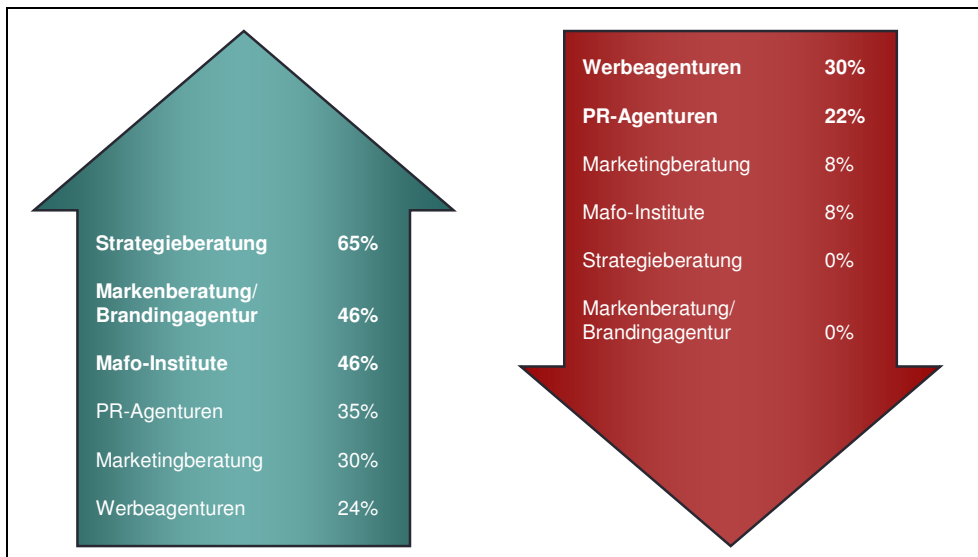 Strategieberatung 65%
Markenberatung/
Brandingagentur 46%
Mafo-Institute 46%
PR-Agenturen 35%
Marketingberatung 30%
Werbeagenturen 24%
Werbeagenturen 30%
PR-Agenturen 22%
Marketingberatung 8%
Mafo-Institute 8%
Strategieberatung 0%
Markenberatung/
Brandingagentur 0%